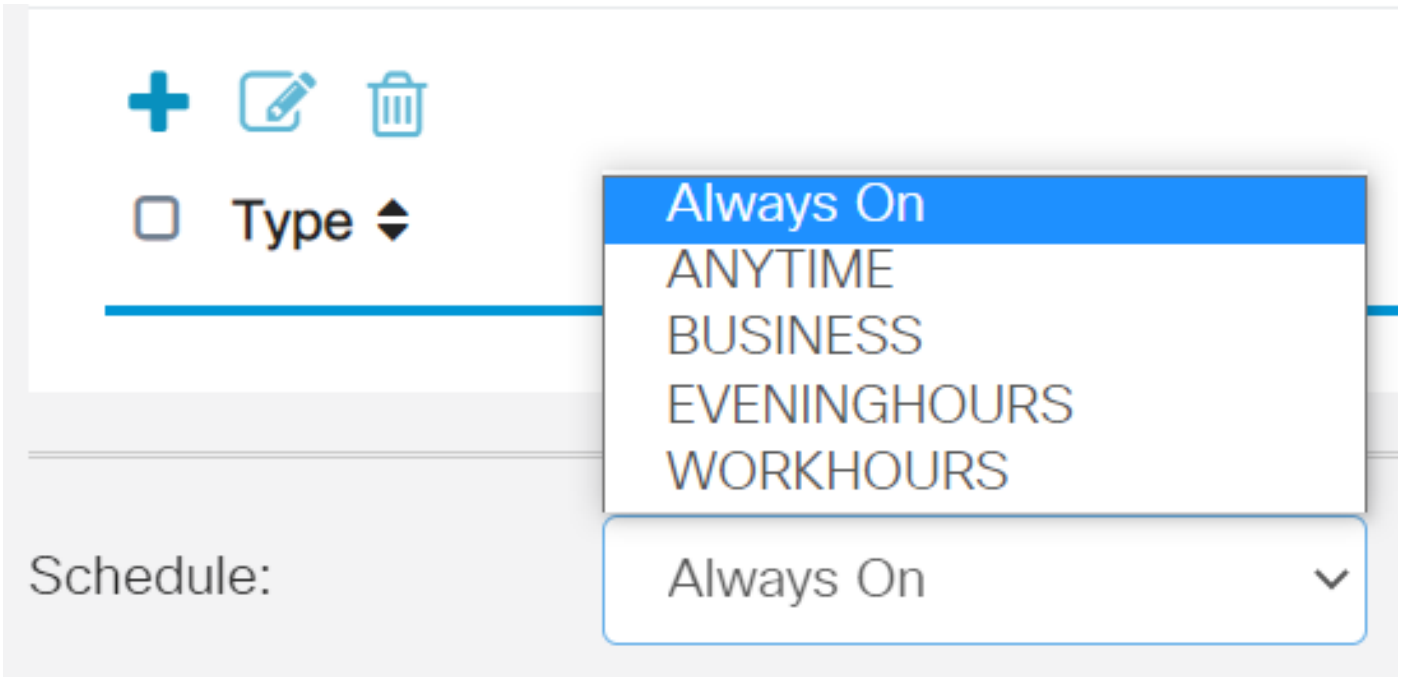 Type
Always On
ANYTIME
BUSINESS
EVENINGHOURS
WORKHOURS
Schedule:
Always On